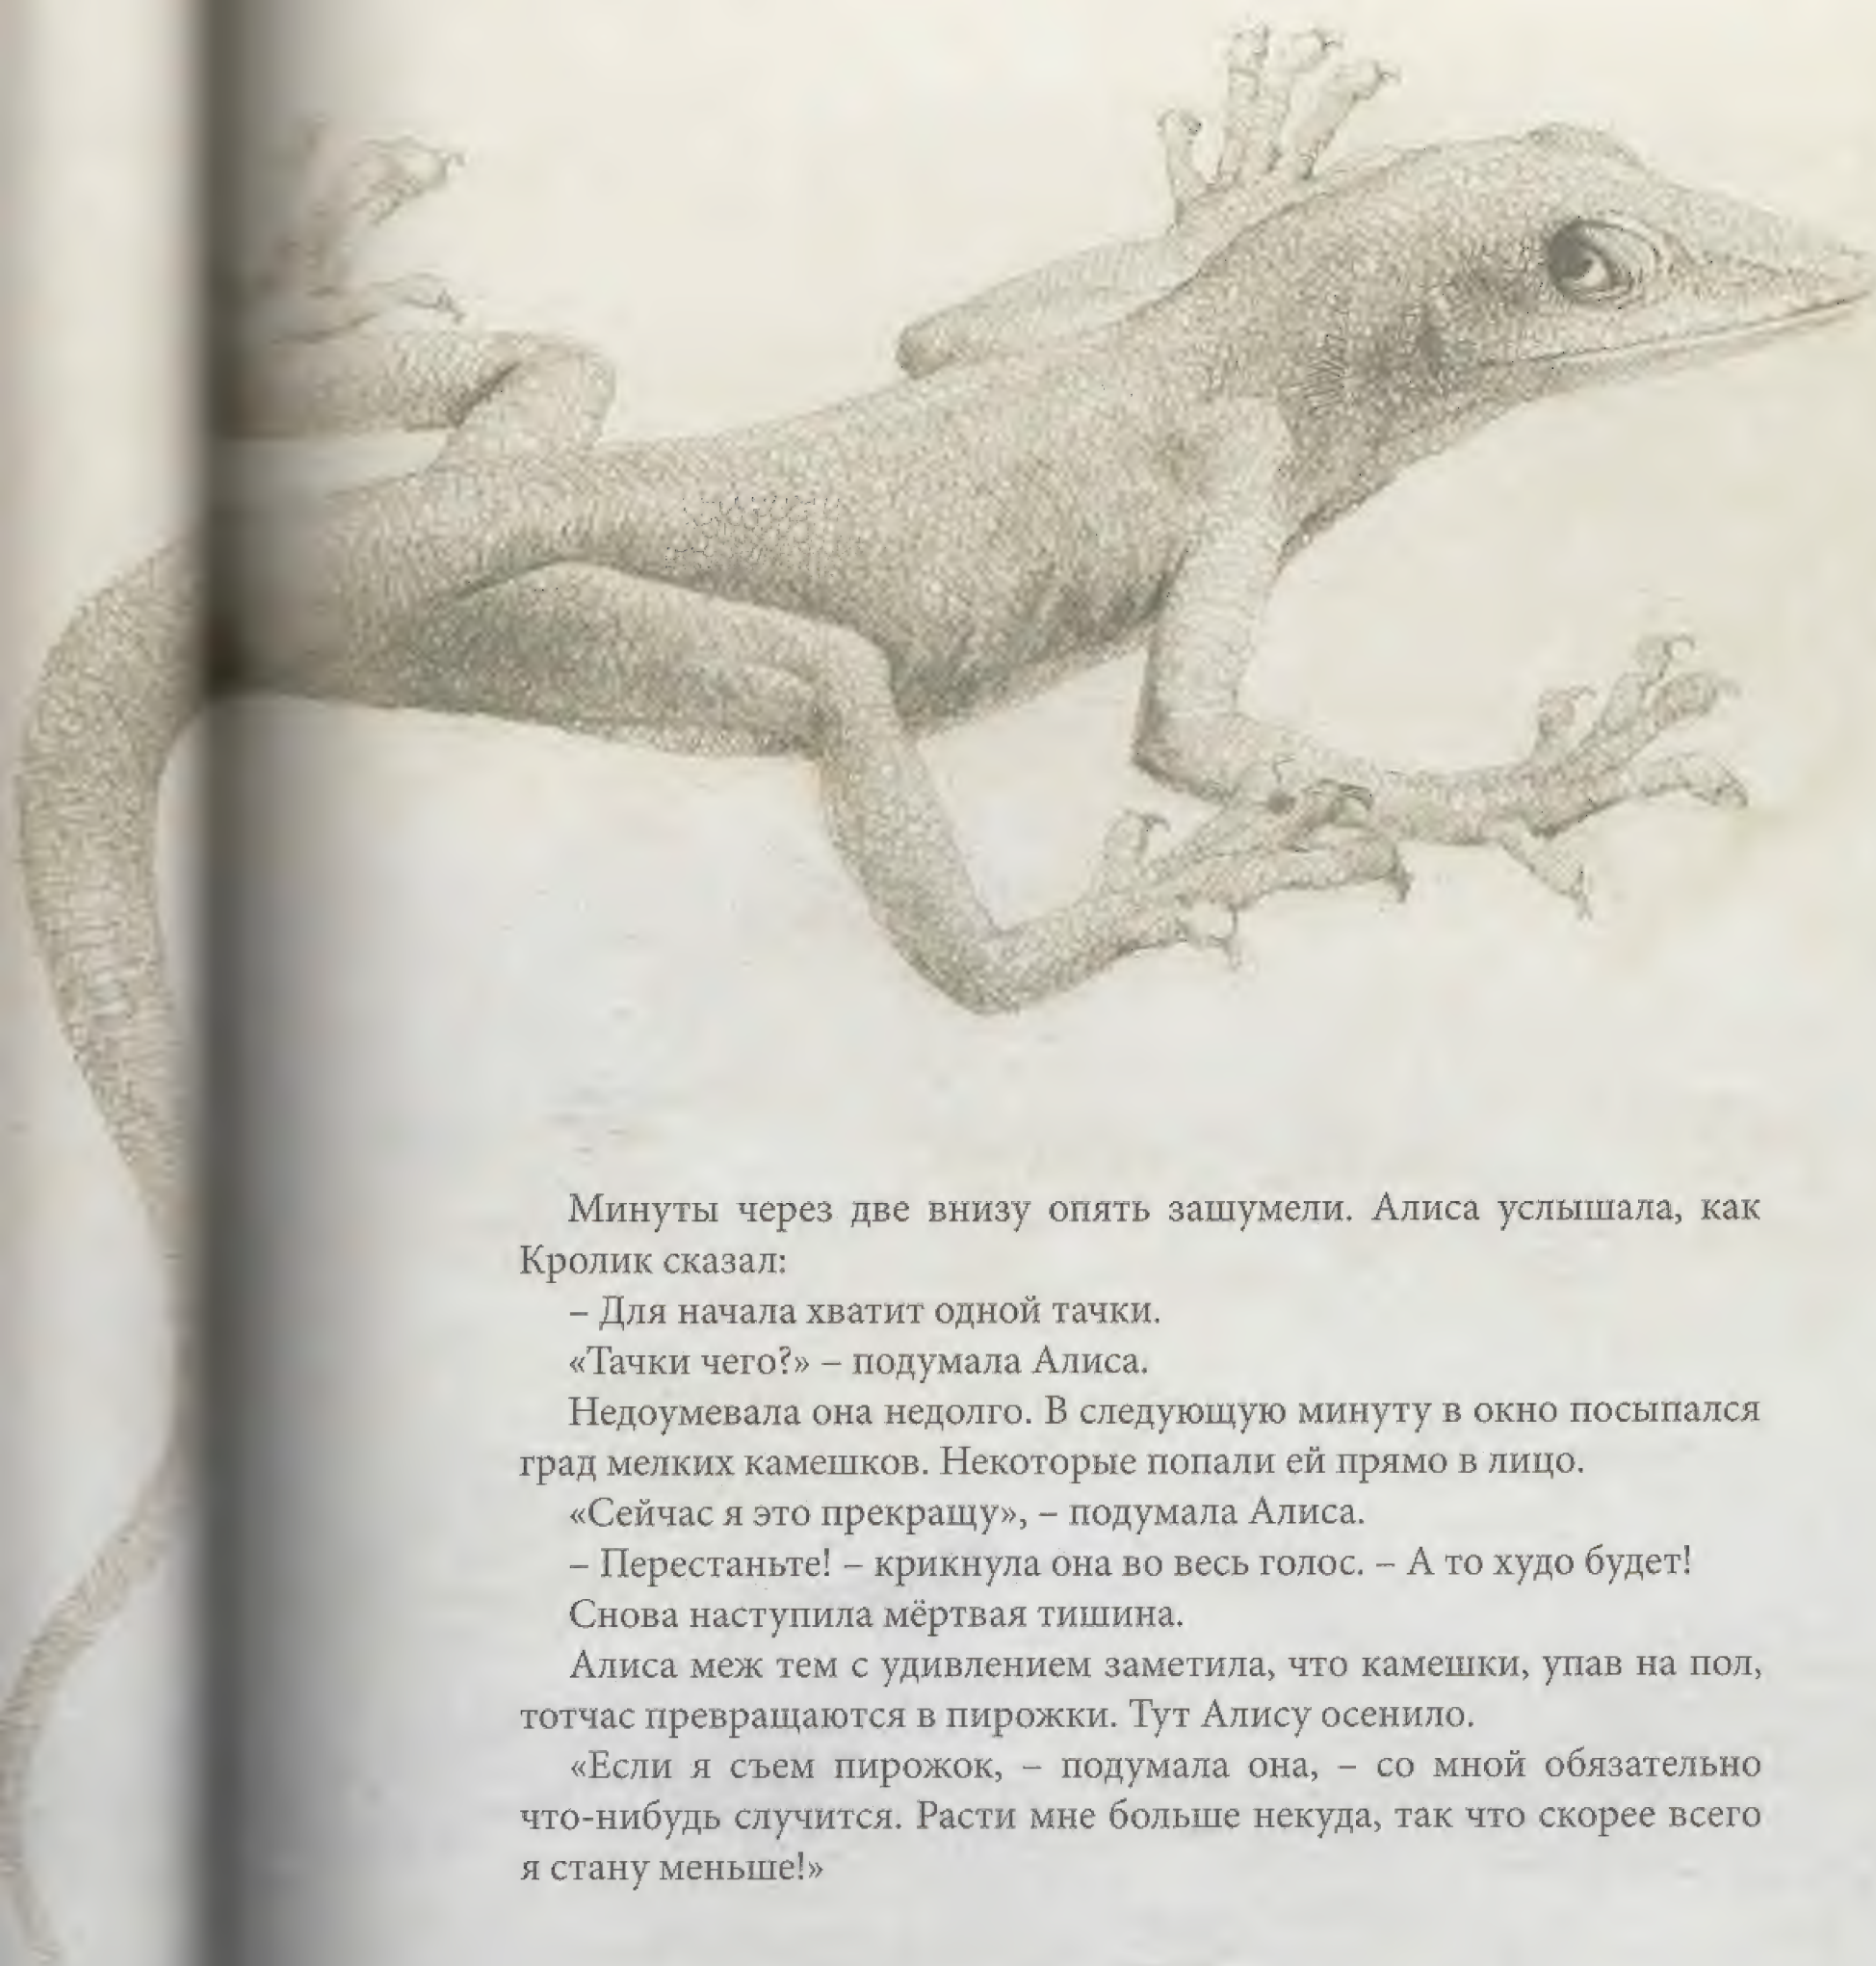 Минуты через две внизу опять зашумели. Алиса услышала, как
Кролик сказал:
– Для начала хватит одной тачки.
«Тачки чего?» – подумала Алиса.
Недоумевала она недолго. В следующую минуту в окно посыпался
град мелких камешков. Некоторые попали ей прямо в лицо.
«Сейчас я это прекращу», – подумала Алиса.
– Перестаньте! – крикнула она во весь голос. – А то худо будет!
Снова наступила мёртвая тишина.
Алиса меж тем с удивлением заметила, что камешки, упав на пол,
тотчас превращаются в пирожки. Тут Алису осенило.
«Если я съем пирожок, – подумала она, – со мной обязательно
что-нибудь случится. Расти мне больше некуда, так что скорее всего
я стану меньше!»